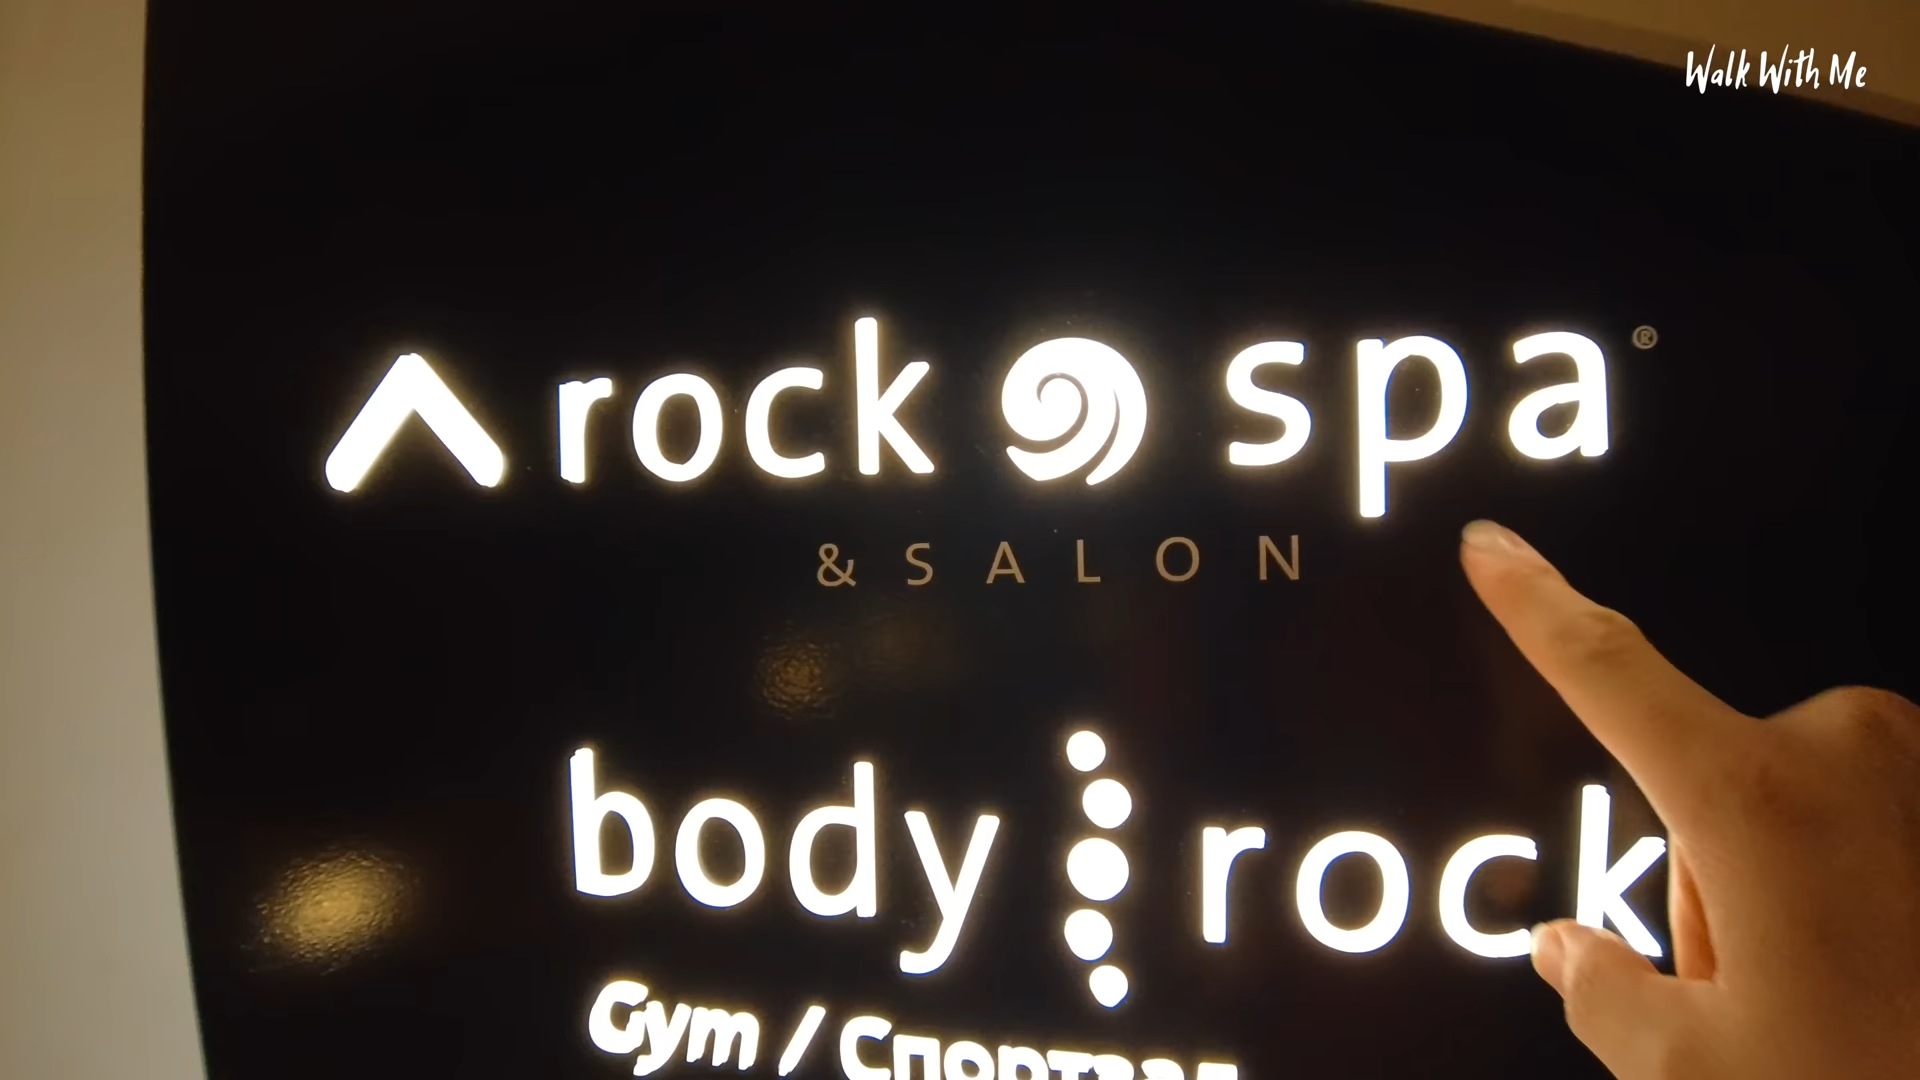 Walk With Me
rock spa®
& SALON
body rock
Gym / Спортзал